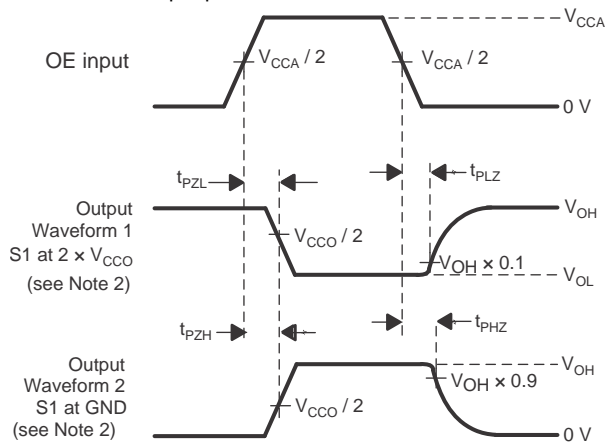 V_CCA
OE input
V_CCA / 2
V_CCA / 2
0 V
t_PZL
t_PLZ
Output
Waveform 1
S1 at 2 × V_CCO
(see Note 2)
V_OH
V_CCO / 2
V_OH × 0.1
V_OL
t_PZH
t_PHZ
Output
Waveform 2
S1 at GND
(see Note 2)
V_OH
V_OH × 0.9
V_CCO / 2
0 V